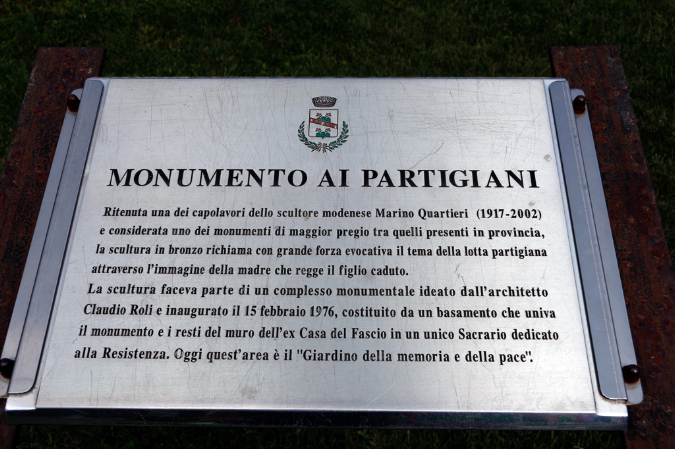 MONUMENTO AI PARTIGIANI
Ritenuta una dei capolavori dello scultore modenese Marino Quartieri (1917-2002)
e considerata uno dei monumenti di maggior pregio tra quelli presenti in provincia,
la scultura in bronzo richiama con grande forza evocativa il tema della lotta partigiana
attraverso l'immagine della madre che regge il figlio caduto.
La scultura faceva parte di un complesso monumentale ideato dall'architetto
Claudio Roli e inaugurato il 15 febbraio 1976, costituito da un basamento che univa
il monumento e i resti del muro dell'ex Casa del Fascio in un unico Sacrario dedicato
alla Resistenza. Oggi quest'area è il "Giardino della memoria e della pace".